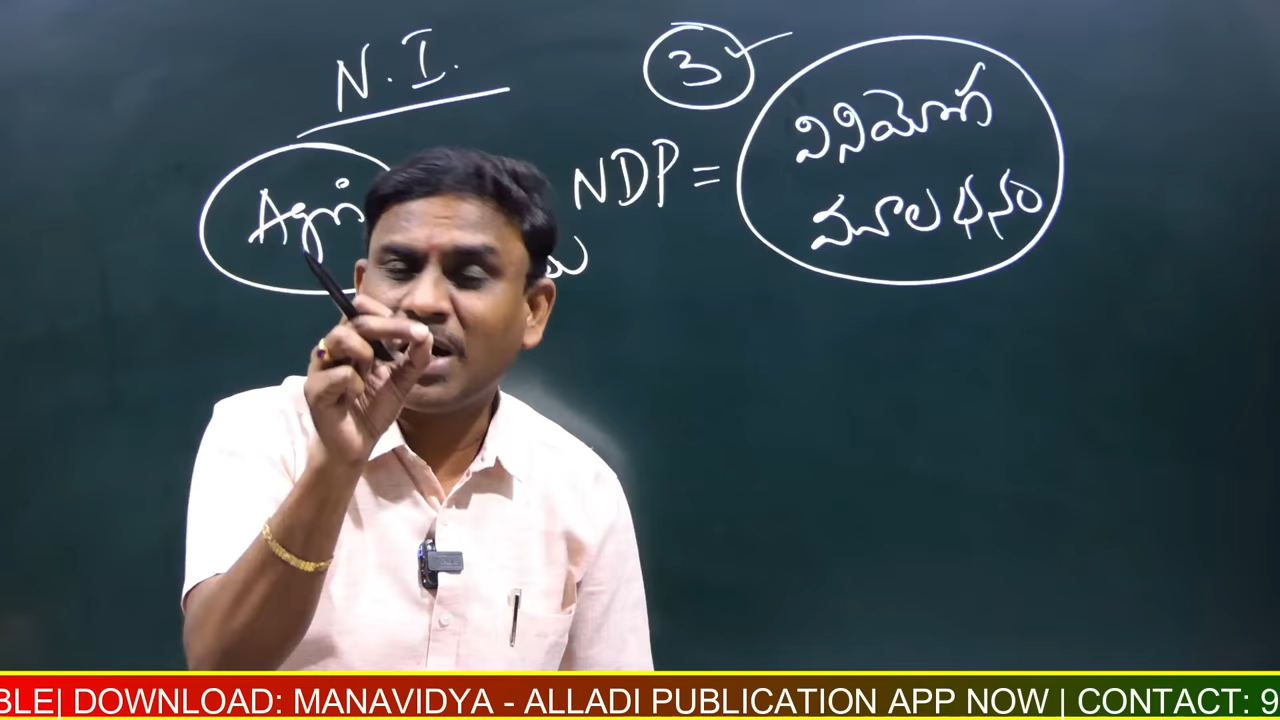 N.I.
3
వినియోగ
Agri
NDP =
మూలధనం
BLE| DOWNLOAD: MANAVIDYA - ALLADI PUBLICATION APP NOW | CONTACT: 9